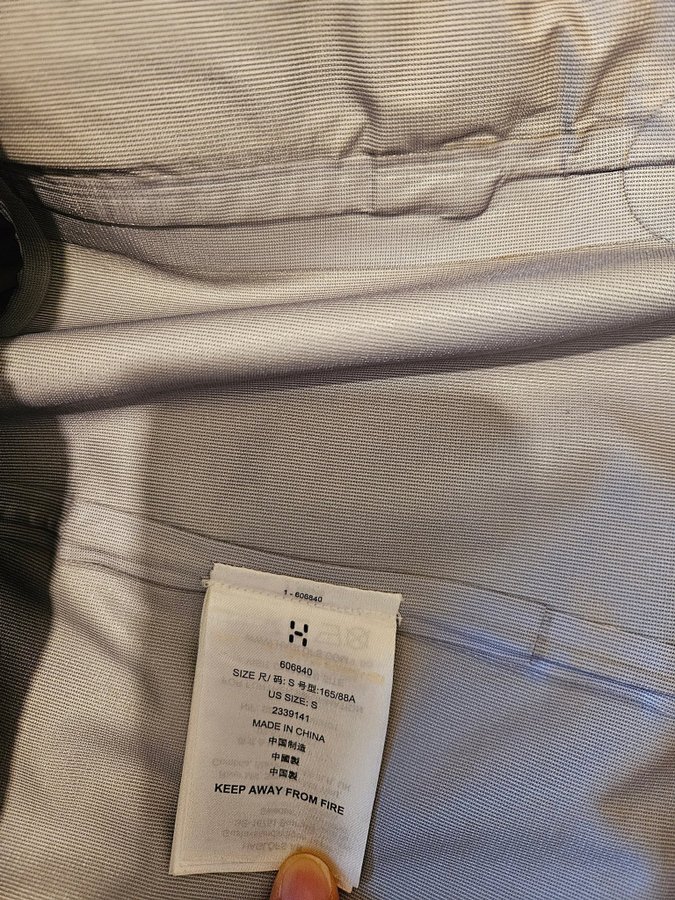 1 - 606840
606840
SIZE 尺/ 码: S 号型:165/88A
US SIZE: S
2339141
MADE IN CHINA
中国制造
中國製
中国製
KEEP AWAY FROM FIRE